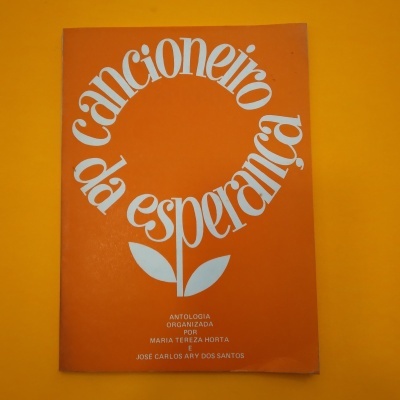 cancioneiro
da esperança
ANTOLOGIA
ORGANIZADA
POR
MARIA TEREZA HORTA
E
JOSÉ CARLOS ARY DOS SANTOS